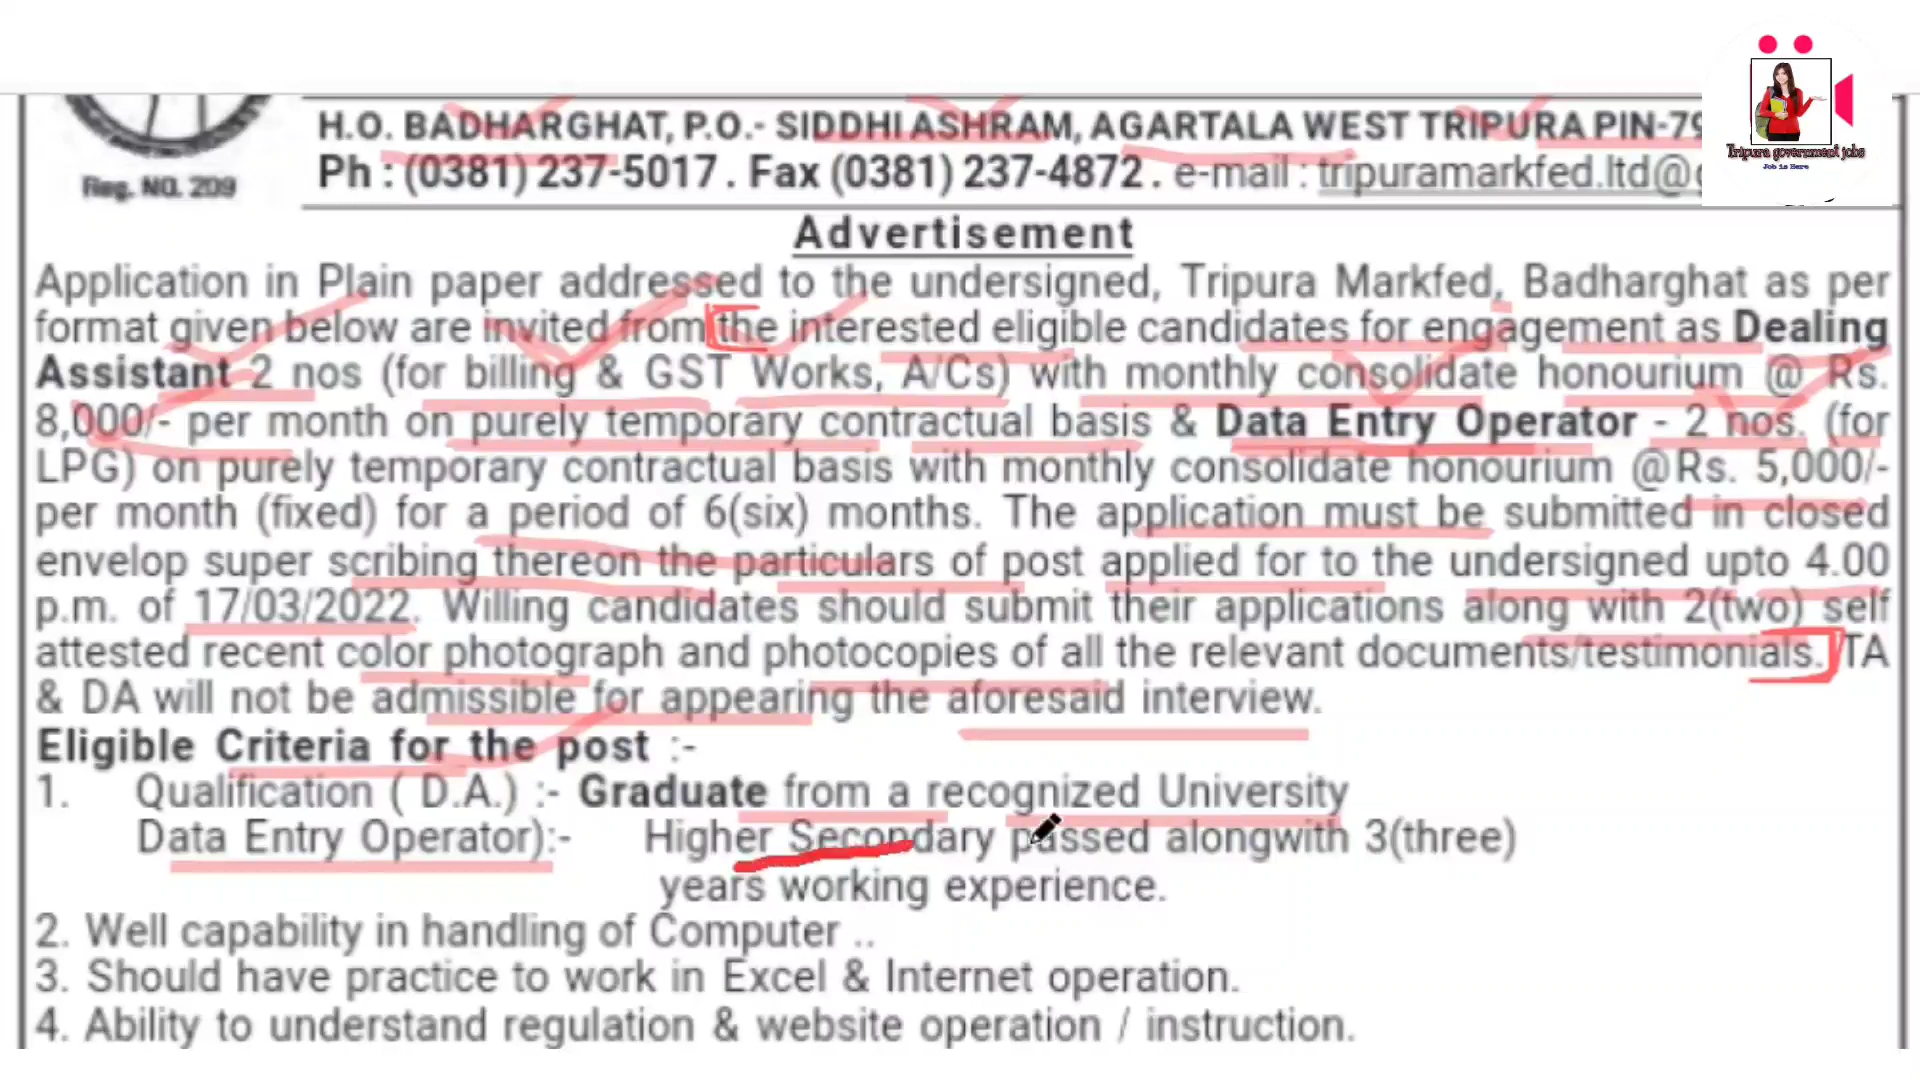 H.O. BADHARGHAT, P.O.- SIDDHI ASHRAM, AGARTALA WEST TRIPURA PIN-79
Ph : (0381) 237-5017 . Fax (0381) 237-4872 . e-mail : tripuramarkfed.ltd@
Reg. NO. 209
Tripura government jobs
Job is Here
Advertisement
Application in Plain paper addressed to the undersigned, Tripura Markfed, Badharghat as per
format given below are invited from the interested eligible candidates for engagement as Dealing
Assistant 2 nos (for billing & GST Works, A/Cs) with monthly consolidate honourium @ Rs.
8,000/- per month on purely temporary contractual basis & Data Entry Operator - 2 nos. (for
LPG) on purely temporary contractual basis with monthly consolidate honourium @Rs. 5,000/-
per month (fixed) for a period of 6(six) months. The application must be submitted in closed
envelop super scribing thereon the particulars of post applied for to the undersigned upto 4.00
p.m. of 17/03/2022. Willing candidates should submit their applications along with 2(two) self
attested recent color photograph and photocopies of all the relevant documents/testimonials. TA
& DA will not be admissible for appearing the aforesaid interview.
Eligible Criteria for the post :-
1. Qualification ( D.A.) :- Graduate from a recognized University
Data Entry Operator):- Higher Secondary passed alongwith 3(three)
years working experience.
2. Well capability in handling of Computer ..
3. Should have practice to work in Excel & Internet operation.
4. Ability to understand regulation & website operation / instruction.